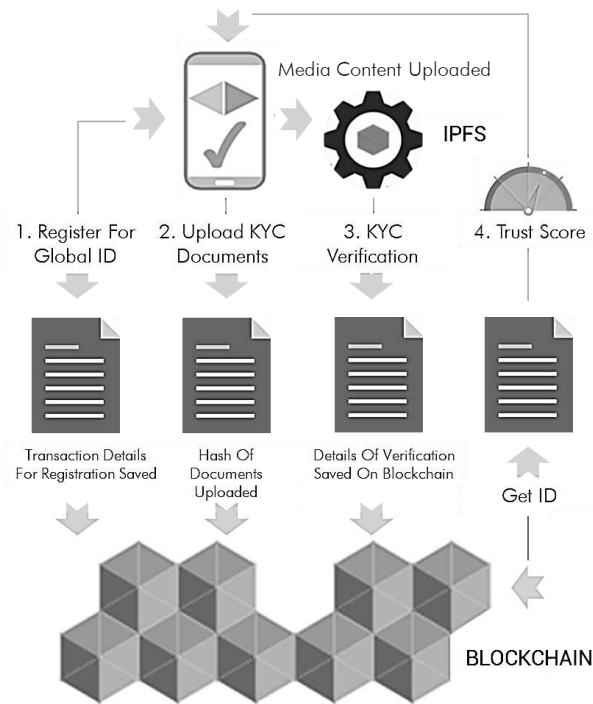 Media Content Uploaded
IPFS
1. Register For
Global ID
2. Upload KYC
Documents
3. KYC
Verification
4. Trust Score
Transaction Details
For Registration Saved
Hash Of
Documents
Uploaded
Details Of Verification
Saved On Blockchain
Get ID
BLOCKCHAIN